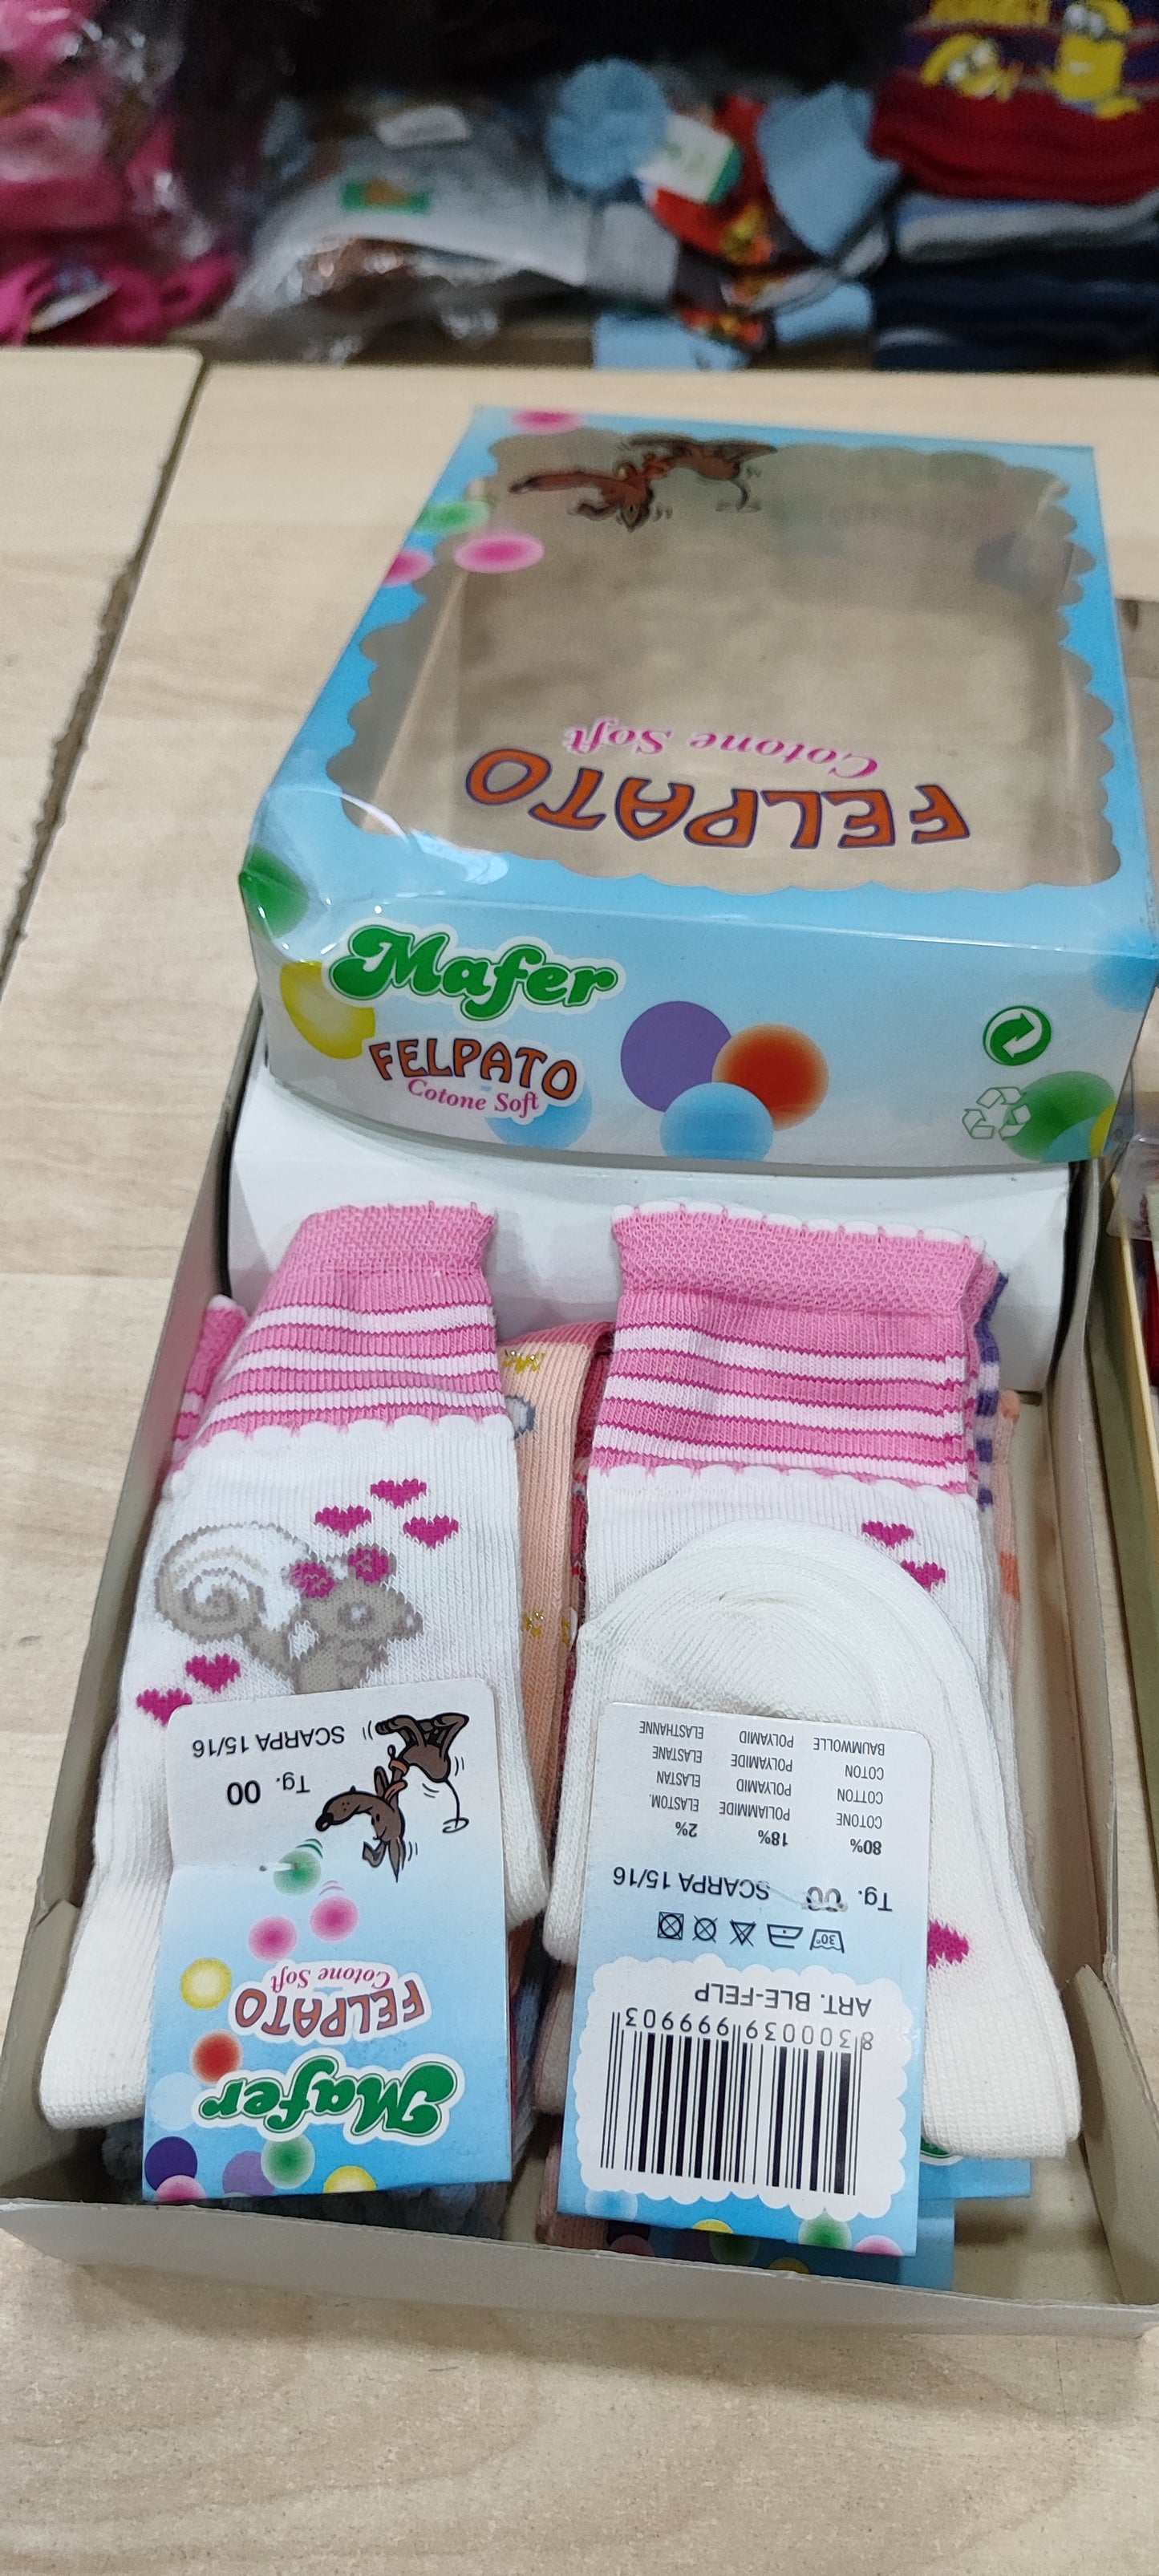 FELPATO
Cotone Soft
Mafer
FELPATO
Cotone Soft
Mafer
FELPATO
Cotone Soft
Tg. 00
SCARPA 15/16
8 300039 999903
ART. BLE-FELP
30°
Tg. 00 SCARPA 15/16
80% 18% 2%
COTONE POLIAMMIDE ELASTOM.
COTTON POLYAMID ELASTAN
COTON POLYAMIDE ELASTANE
BAUMWOLLE POLYAMID ELASTHANNE